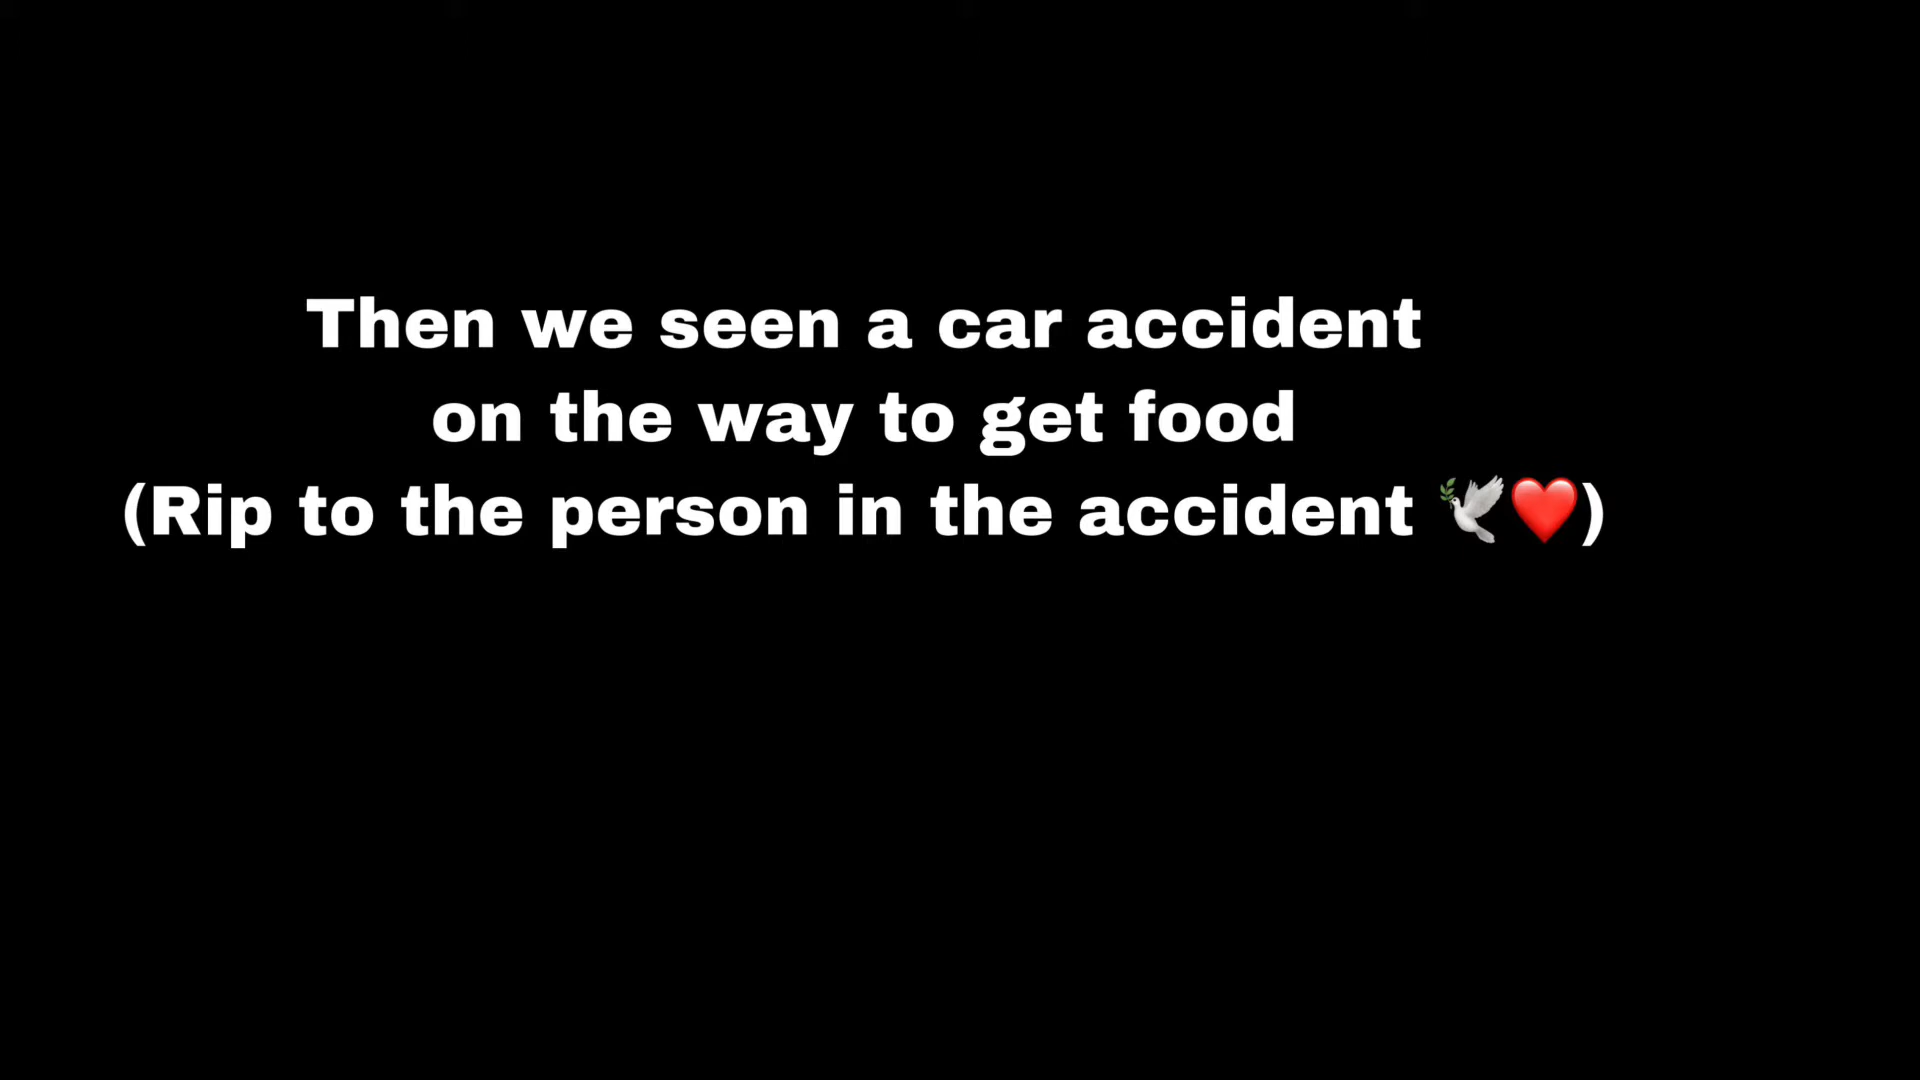 Then we seen a car accident
on the way to get food
(Rip to the person in the accident 🕊️❤️)